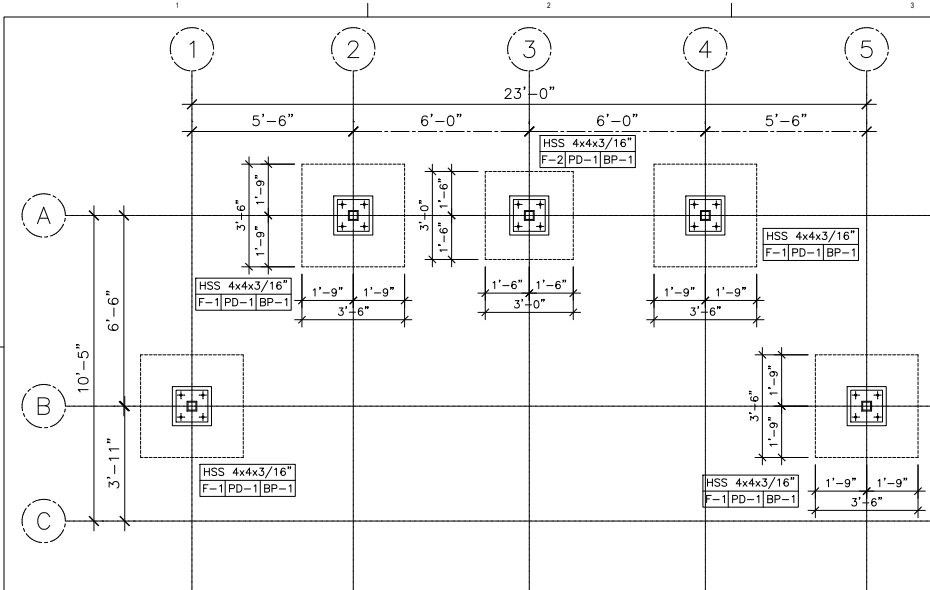 1 2 3
1 2 3 4 5
23'-0"
5'-6" 6'-0" 6'-0" 5'-6"
HSS 4x4x3/16"
F-2 PD-1 BP-1
3'-6" 1'-9" 1'-9"
3'-0" 1'-6" 1'-6"
A
HSS 4x4x3/16"
F-1 PD-1 BP-1
HSS 4x4x3/16"
F-1 PD-1 BP-1
1'-9" 1'-9" 1'-6" 1'-6" 1'-9" 1'-9"
3'-6" 3'-0" 3'-6"
6'-6"
10'-5"
B
3'-6" 1'-9" 1'-9"
3'-11"
HSS 4x4x3/16"
F-1 PD-1 BP-1
HSS 4x4x3/16"
F-1 PD-1 BP-1
1'-9" 1'-9"
3'-6"
C